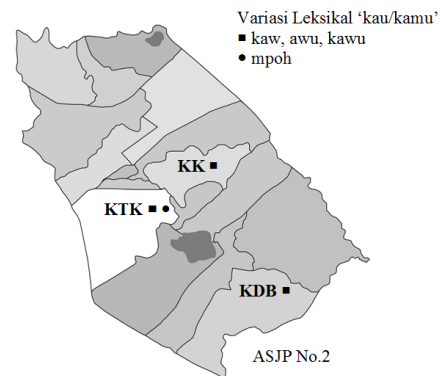 Variasi Leksikal ‘kau/kamu’
■ kaw, awu, kawu
● mpoh
KK ■
KTK ■ ●
KDB ■
ASJP No.2